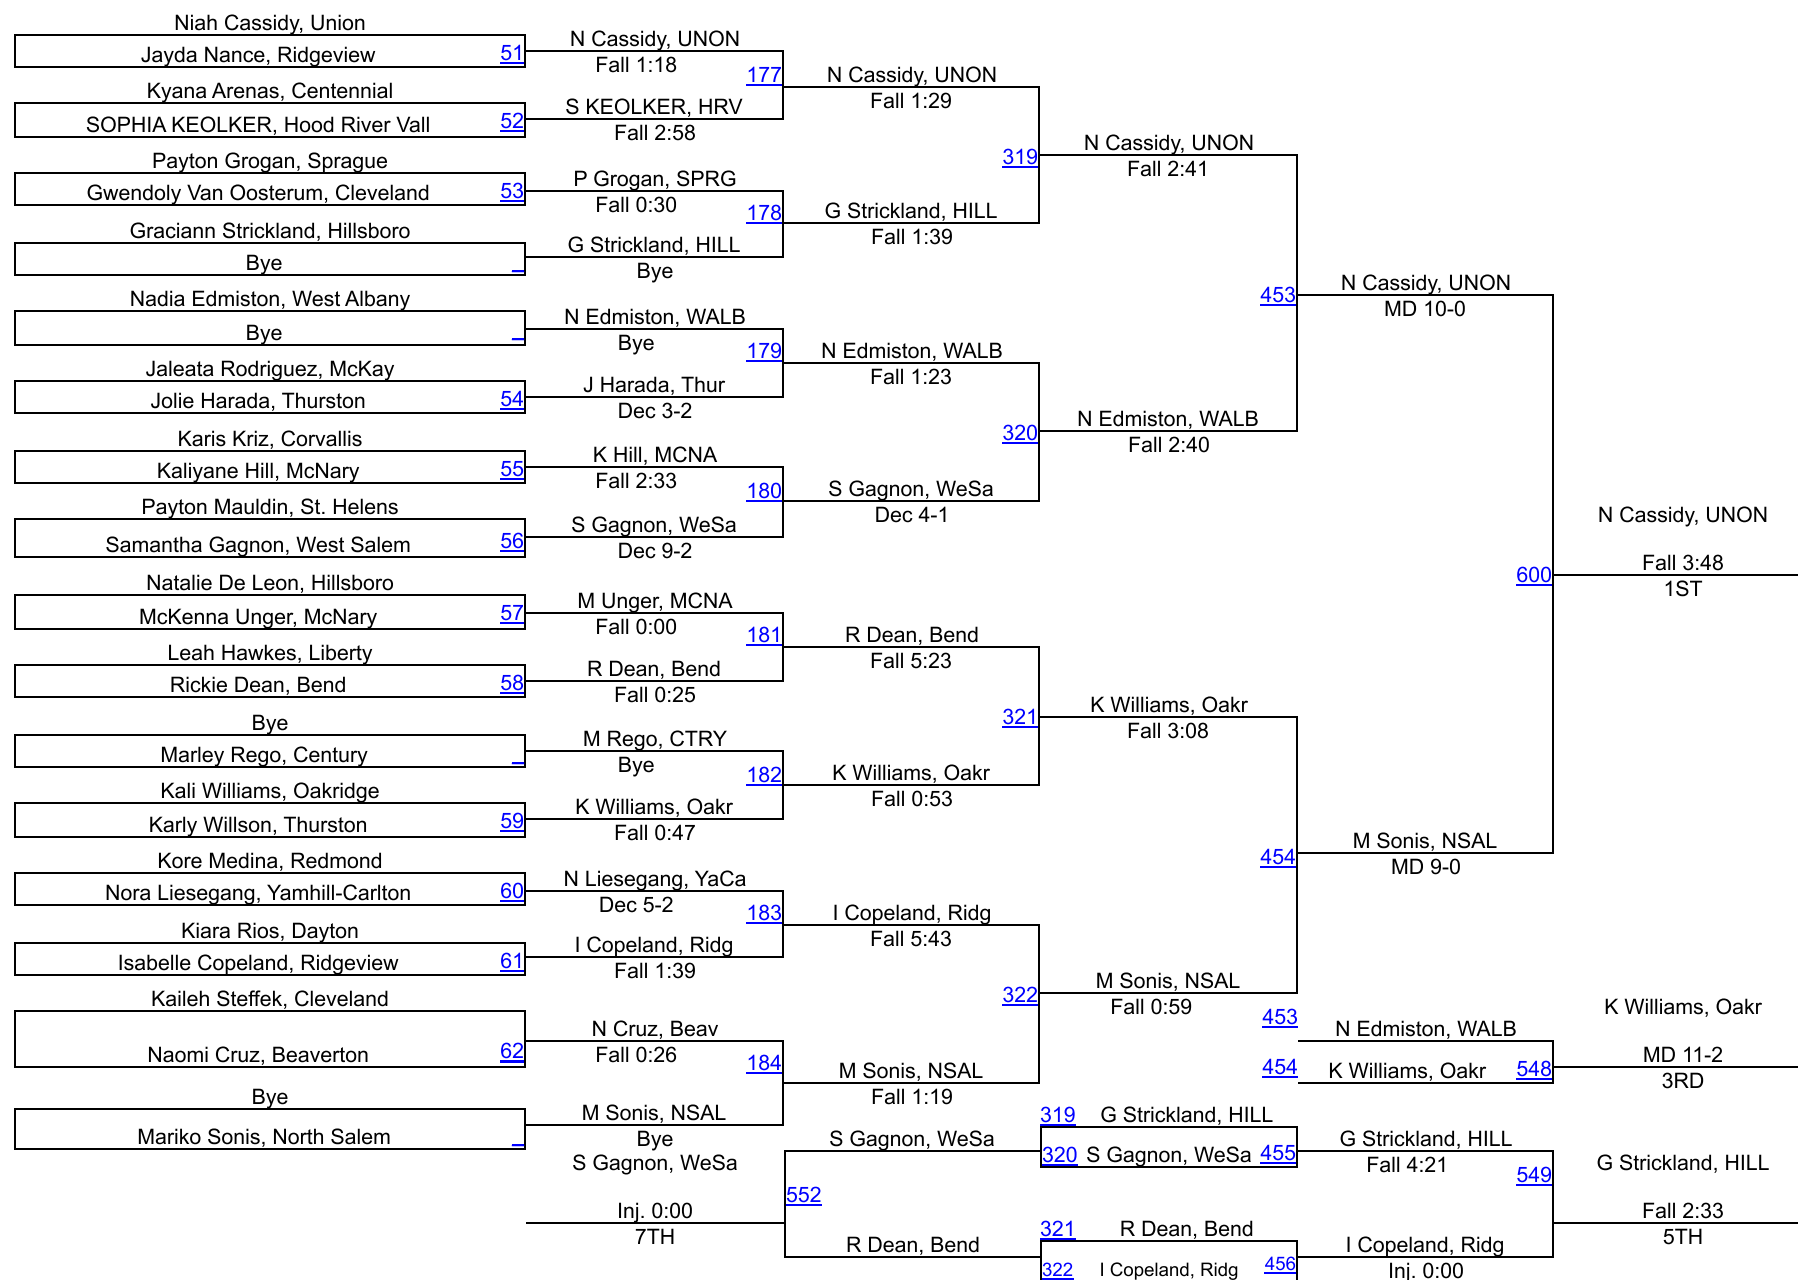 Niah Cassidy, Union
Jayda Nance, Ridgeview 51
Kyana Arenas, Centennial
SOPHIA KEOLKER, Hood River Vall 52
Payton Grogan, Sprague
Gwendoly Van Oosterum, Cleveland 53
Graciann Strickland, Hillsboro
Bye _
Nadia Edmiston, West Albany
Bye _
Jaleata Rodriguez, McKay
Jolie Harada, Thurston 54
Karis Kriz, Corvallis
Kaliyane Hill, McNary 55
Payton Mauldin, St. Helens
Samantha Gagnon, West Salem 56
Natalie De Leon, Hillsboro
McKenna Unger, McNary 57
Leah Hawkes, Liberty
Rickie Dean, Bend 58
Bye
Marley Rego, Century _
Kali Williams, Oakridge
Karly Willson, Thurston 59
Kore Medina, Redmond
Nora Liesegang, Yamhill-Carlton 60
Kiara Rios, Dayton
Isabelle Copeland, Ridgeview 61
Kaileh Steffek, Cleveland
Naomi Cruz, Beaverton 62
Bye
Mariko Sonis, North Salem _
N Cassidy, UNON
Fall 1:18
177
S KEOLKER, HRV
Fall 2:58
P Grogan, SPRG
Fall 0:30
178
G Strickland, HILL
Bye
N Edmiston, WALB
Bye
179
J Harada, Thur
Dec 3-2
K Hill, MCNA
Fall 2:33
180
S Gagnon, WeSa
Dec 9-2
M Unger, MCNA
Fall 0:00
181
R Dean, Bend
Fall 0:25
M Rego, CTRY
Bye
182
K Williams, Oakr
Fall 0:47
N Liesegang, YaCa
Dec 5-2
183
I Copeland, Ridg
Fall 1:39
N Cruz, Beav
Fall 0:26
184
M Sonis, NSAL
Bye
N Cassidy, UNON
Fall 1:29
319
G Strickland, HILL
Fall 1:39
N Edmiston, WALB
Fall 1:23
320
S Gagnon, WeSa
Dec 4-1
R Dean, Bend
Fall 5:23
321
K Williams, Oakr
Fall 0:53
I Copeland, Ridg
Fall 5:43
322
M Sonis, NSAL
Fall 1:19
N Cassidy, UNON
Fall 2:41
453
N Edmiston, WALB
Fall 2:40
K Williams, Oakr
Fall 3:08
454
M Sonis, NSAL
Fall 0:59
N Cassidy, UNON
MD 10-0
600
M Sonis, NSAL
MD 9-0
N Cassidy, UNON
Fall 3:48
1ST
453 N Edmiston, WALB
454 K Williams, Oakr 548
K Williams, Oakr
MD 11-2
3RD
319 G Strickland, HILL
320 S Gagnon, WeSa 455
G Strickland, HILL
Fall 4:21
549
321 R Dean, Bend
322 I Copeland, Ridg 456
I Copeland, Ridg
Inj. 0:00
G Strickland, HILL
Fall 2:33
5TH
S Gagnon, WeSa
552
R Dean, Bend
S Gagnon, WeSa
Inj. 0:00
7TH